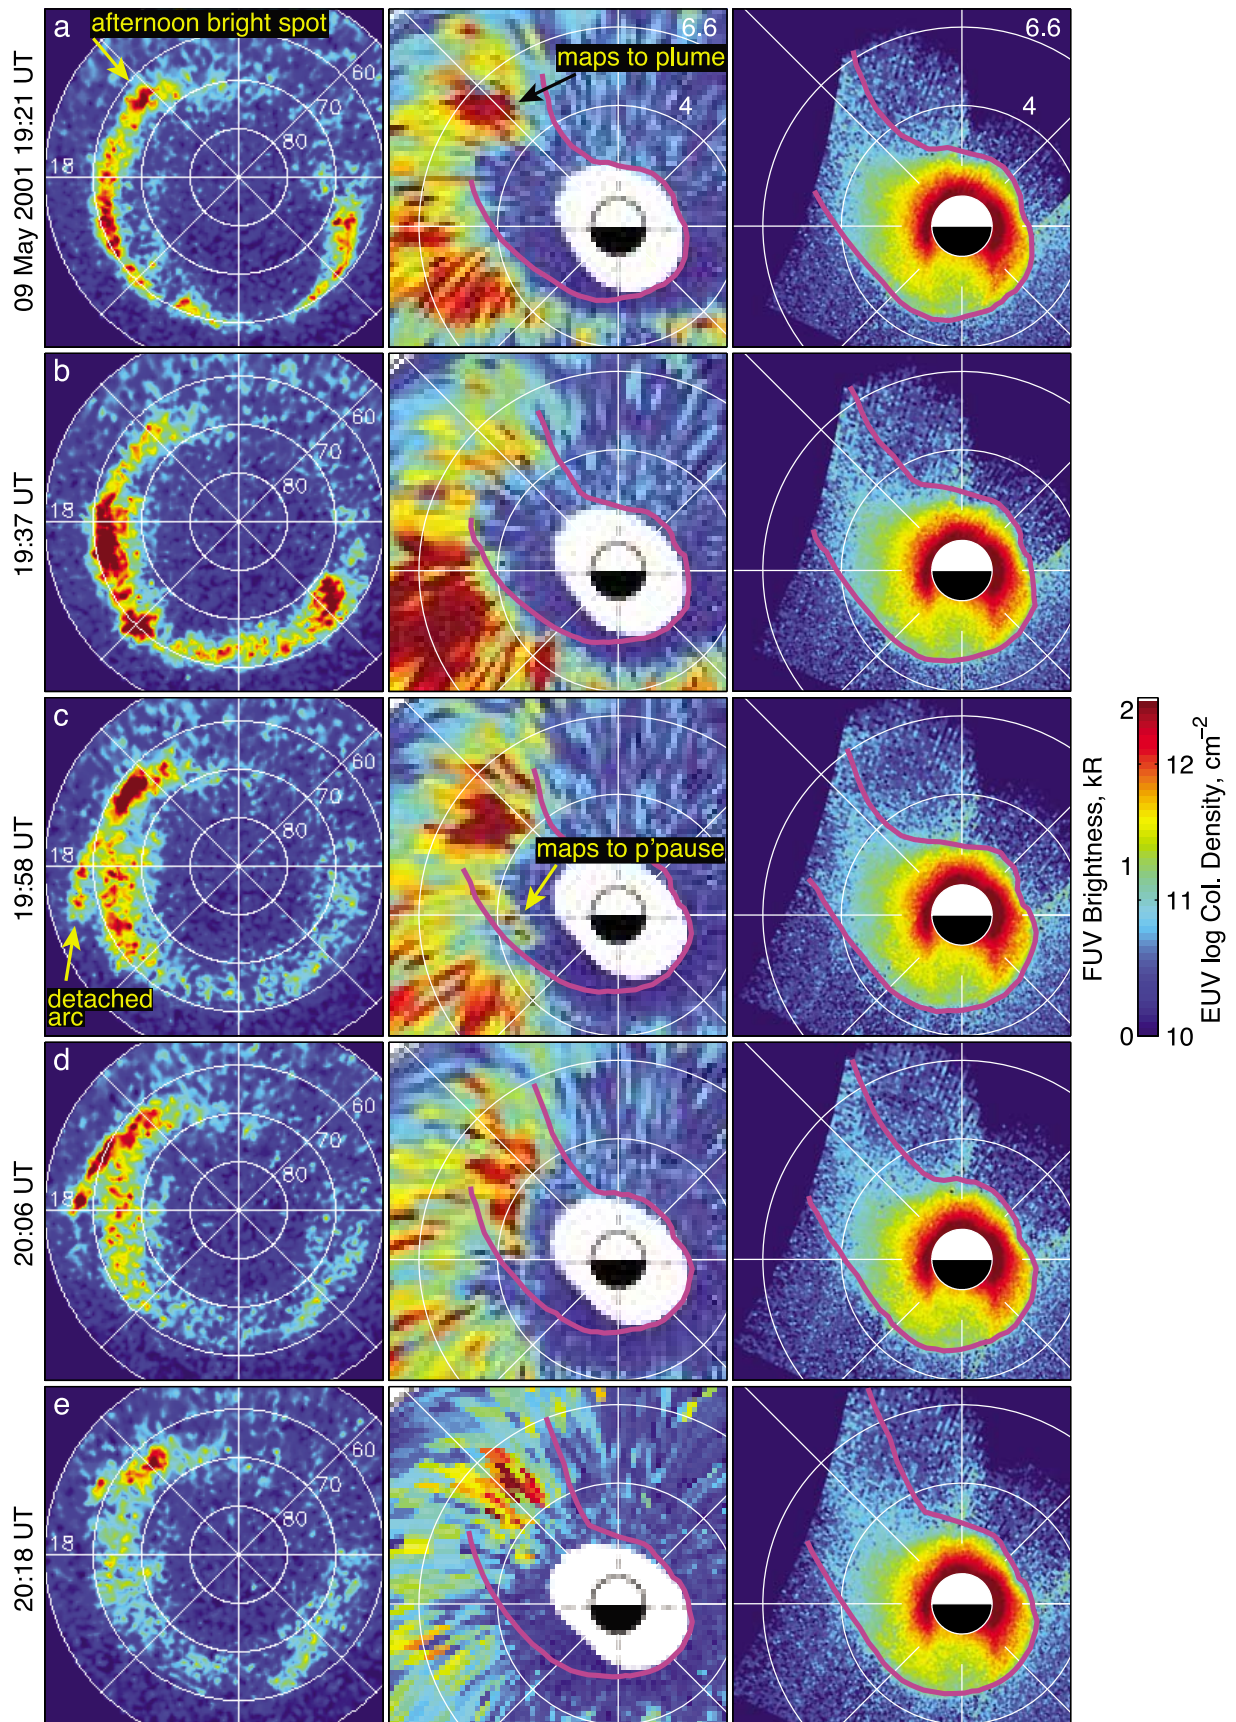 a
afternoon bright spot
60
70
80
18
09 May 2001 19:21 UT
6.6
maps to plume
4
6.6
4
b
60
70
80
18
19:37 UT
c
60
70
80
18
detached
arc
19:58 UT
maps to p'pause
2
1
0
FUV Brightness, kR
12
11
10
EUV log Col. Density, cm⁻²
d
60
70
80
18
20:06 UT
e
60
70
80
18
20:18 UT